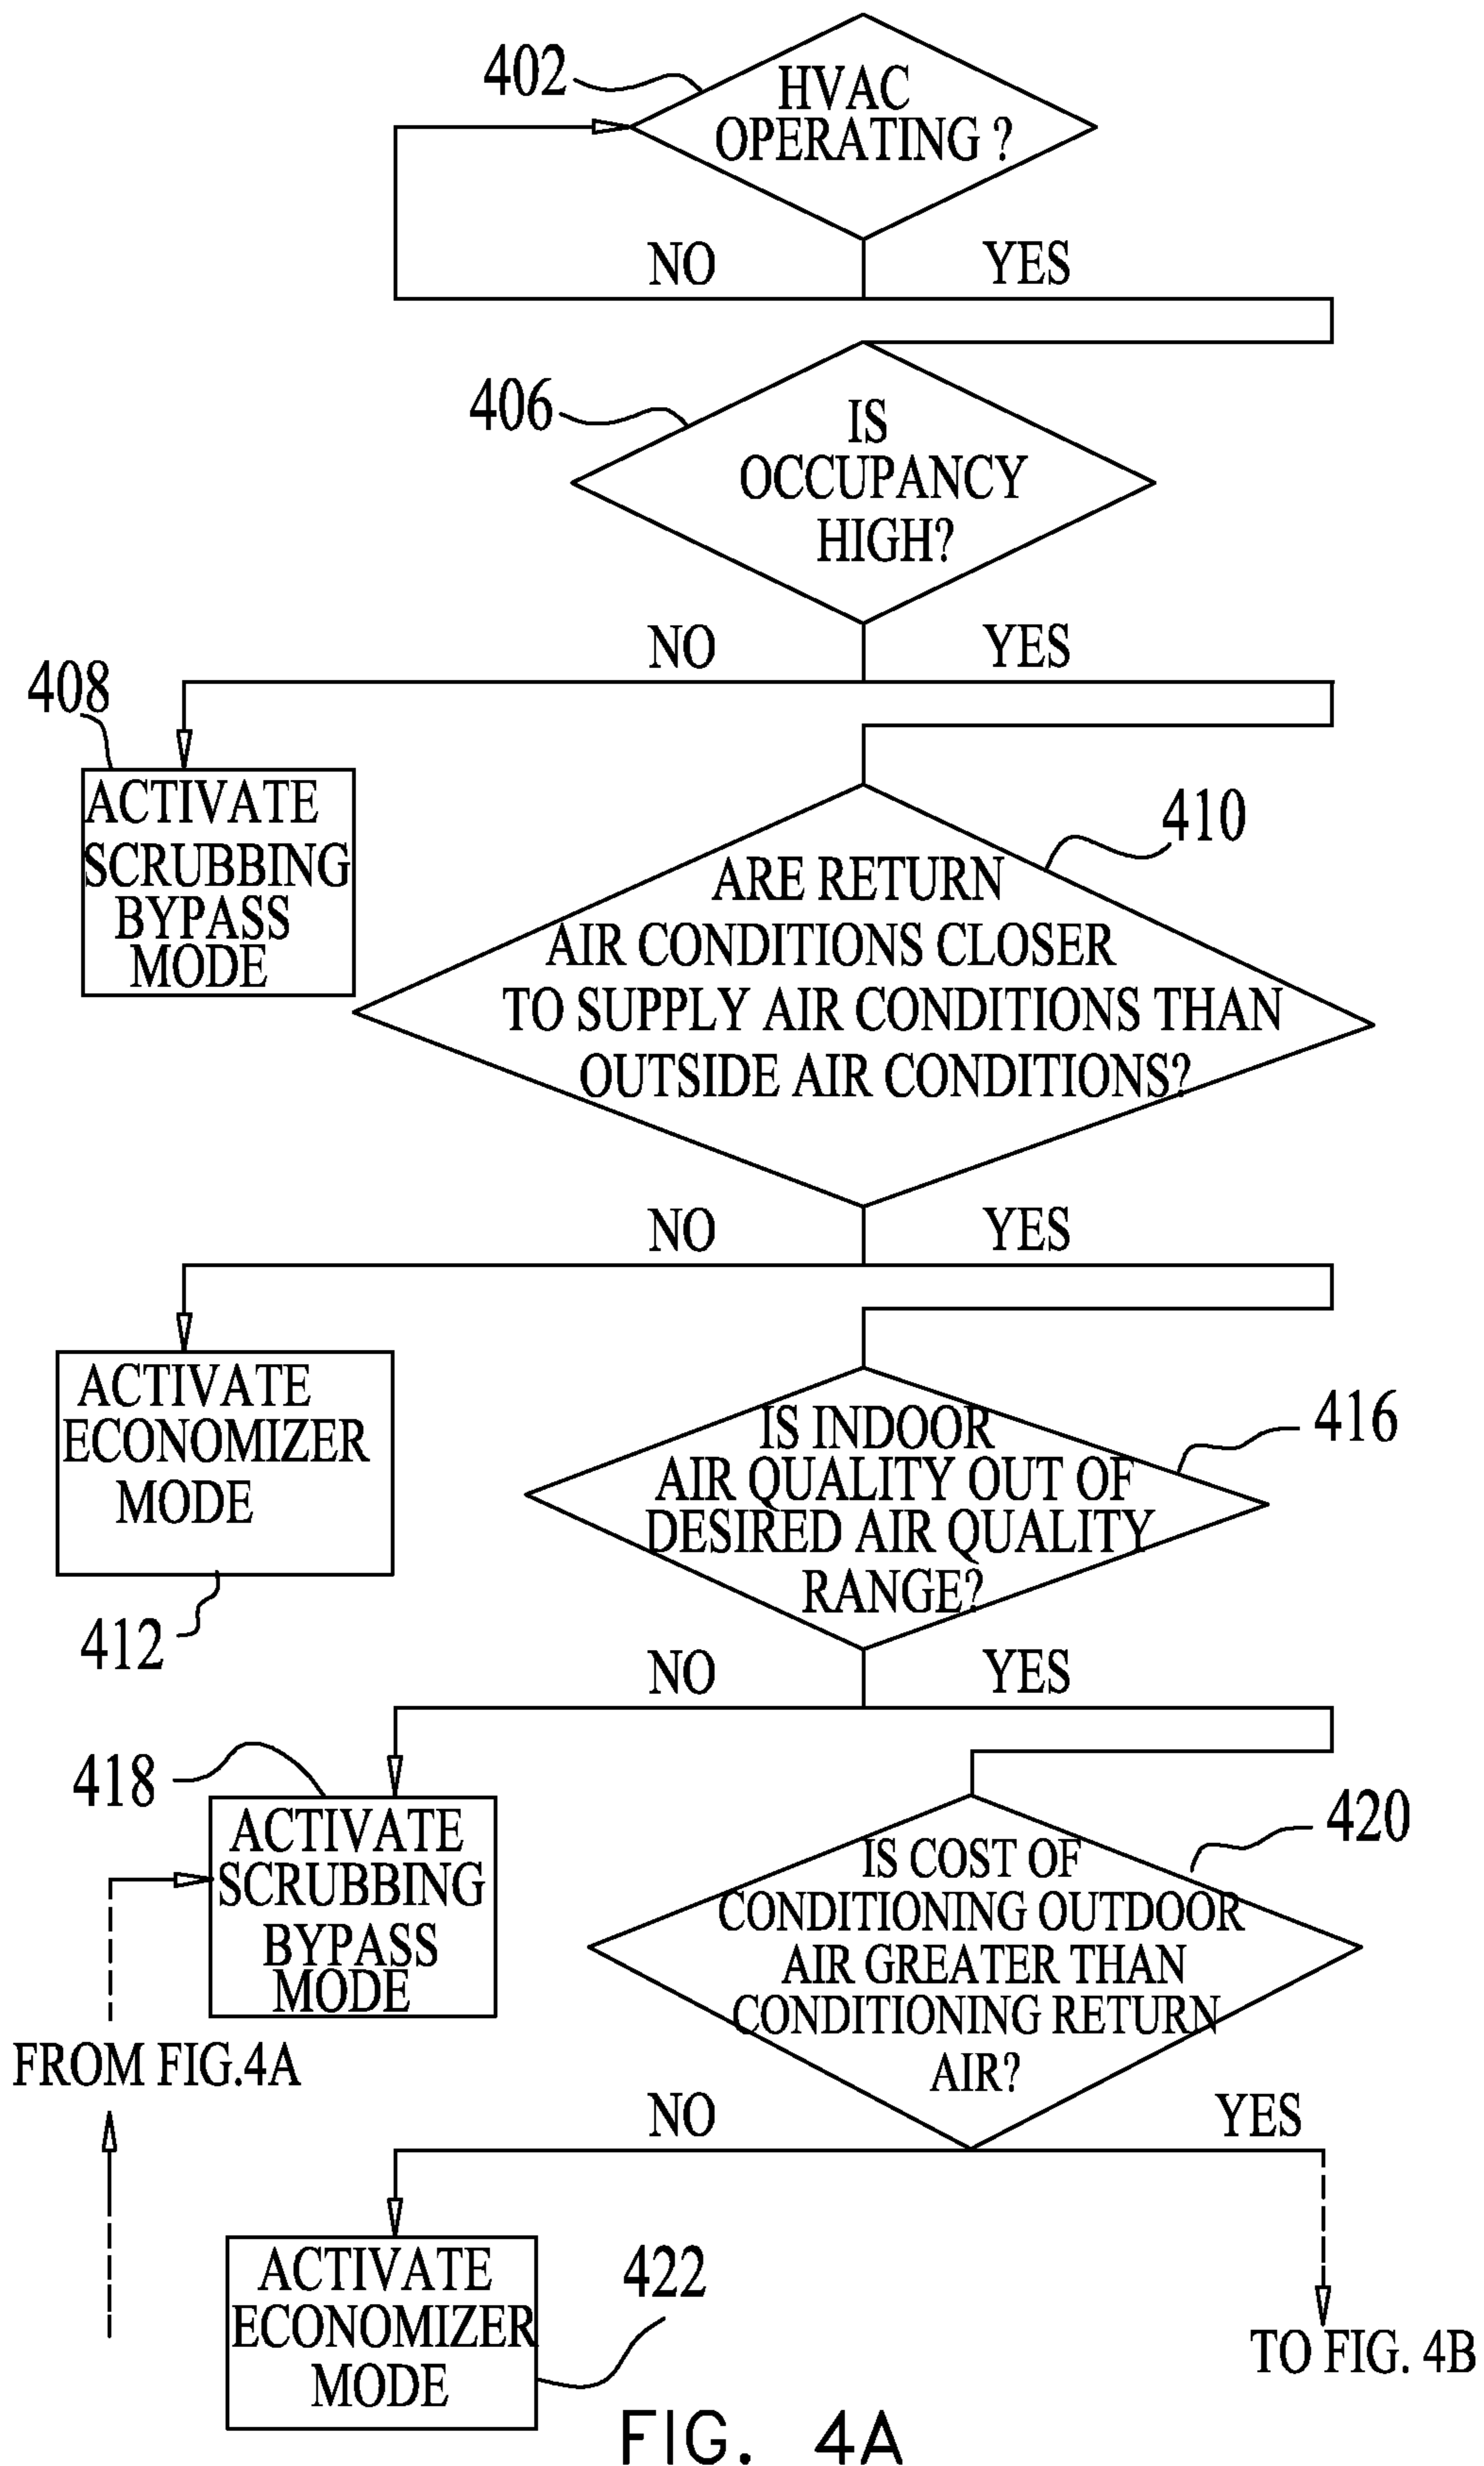 402
HVAC
OPERATING ?
NO
YES
406
IS
OCCUPANCY
HIGH?
NO
YES
408
ACTIVATE
SCRUBBING
BYPASS
MODE
410
ARE RETURN
AIR CONDITIONS CLOSER
TO SUPPLY AIR CONDITIONS THAN
OUTSIDE AIR CONDITIONS?
NO
YES
ACTIVATE
ECONOMIZER
MODE
412
IS INDOOR
AIR QUALITY OUT OF
DESIRED AIR QUALITY
RANGE?
416
NO
YES
418
ACTIVATE
SCRUBBING
BYPASS
MODE
FROM FIG.4A
420
IS COST OF
CONDITIONING OUTDOOR
AIR GREATER THAN
CONDITIONING RETURN
AIR?
NO
YES
ACTIVATE
ECONOMIZER
MODE
422
TO FIG. 4B
FIG. 4A